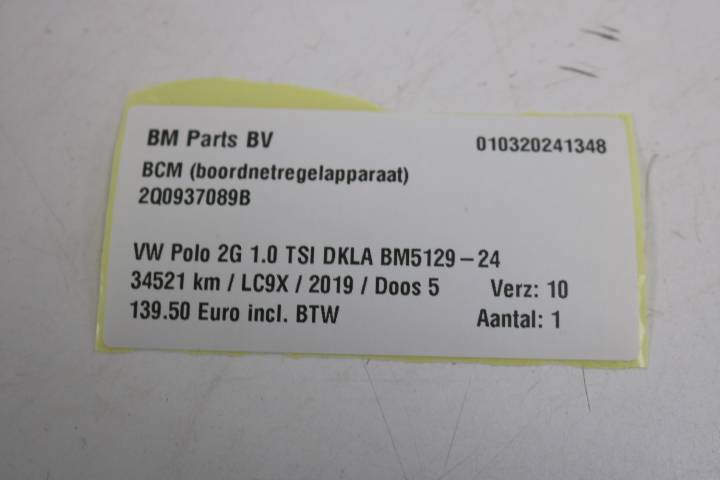 BM Parts BV 010320241348
BCM (boordnetregelapparaat)
2Q0937089B
VW Polo 2G 1.0 TSI DKLA BM5129-24
34521 km / LC9X / 2019 / Doos 5 Verz: 10
139.50 Euro incl. BTW Aantal: 1